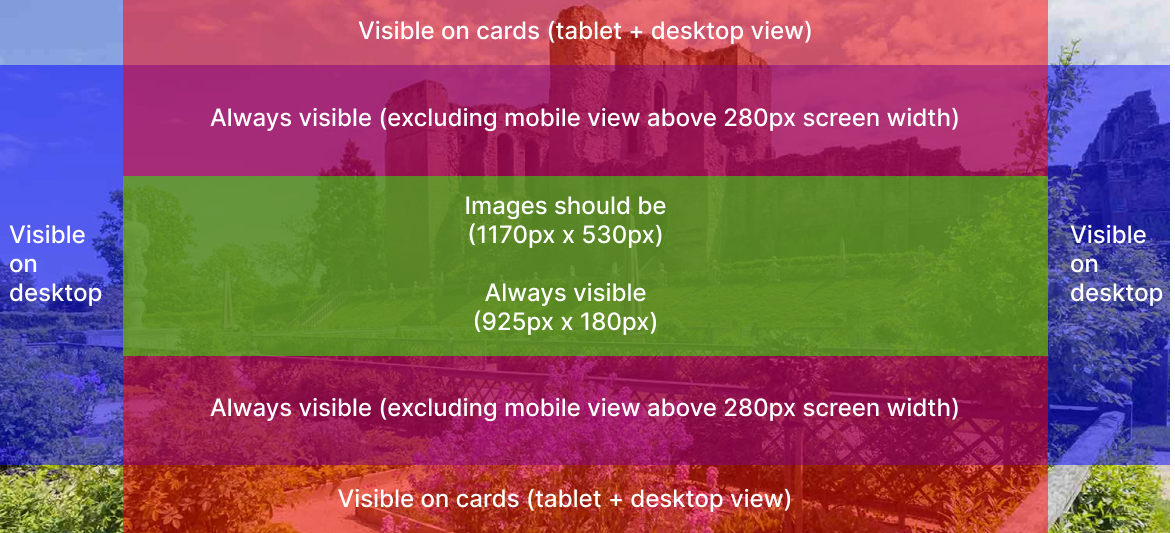 Visible on cards (tablet + desktop view)
Always visible (excluding mobile view above 280px screen width)
Images should be
(1170px x 530px)
Visible
on
desktop
Visible
on
desktop
Always visible
(925px x 180px)
Always visible (excluding mobile view above 280px screen width)
Visible on cards (tablet + desktop view)